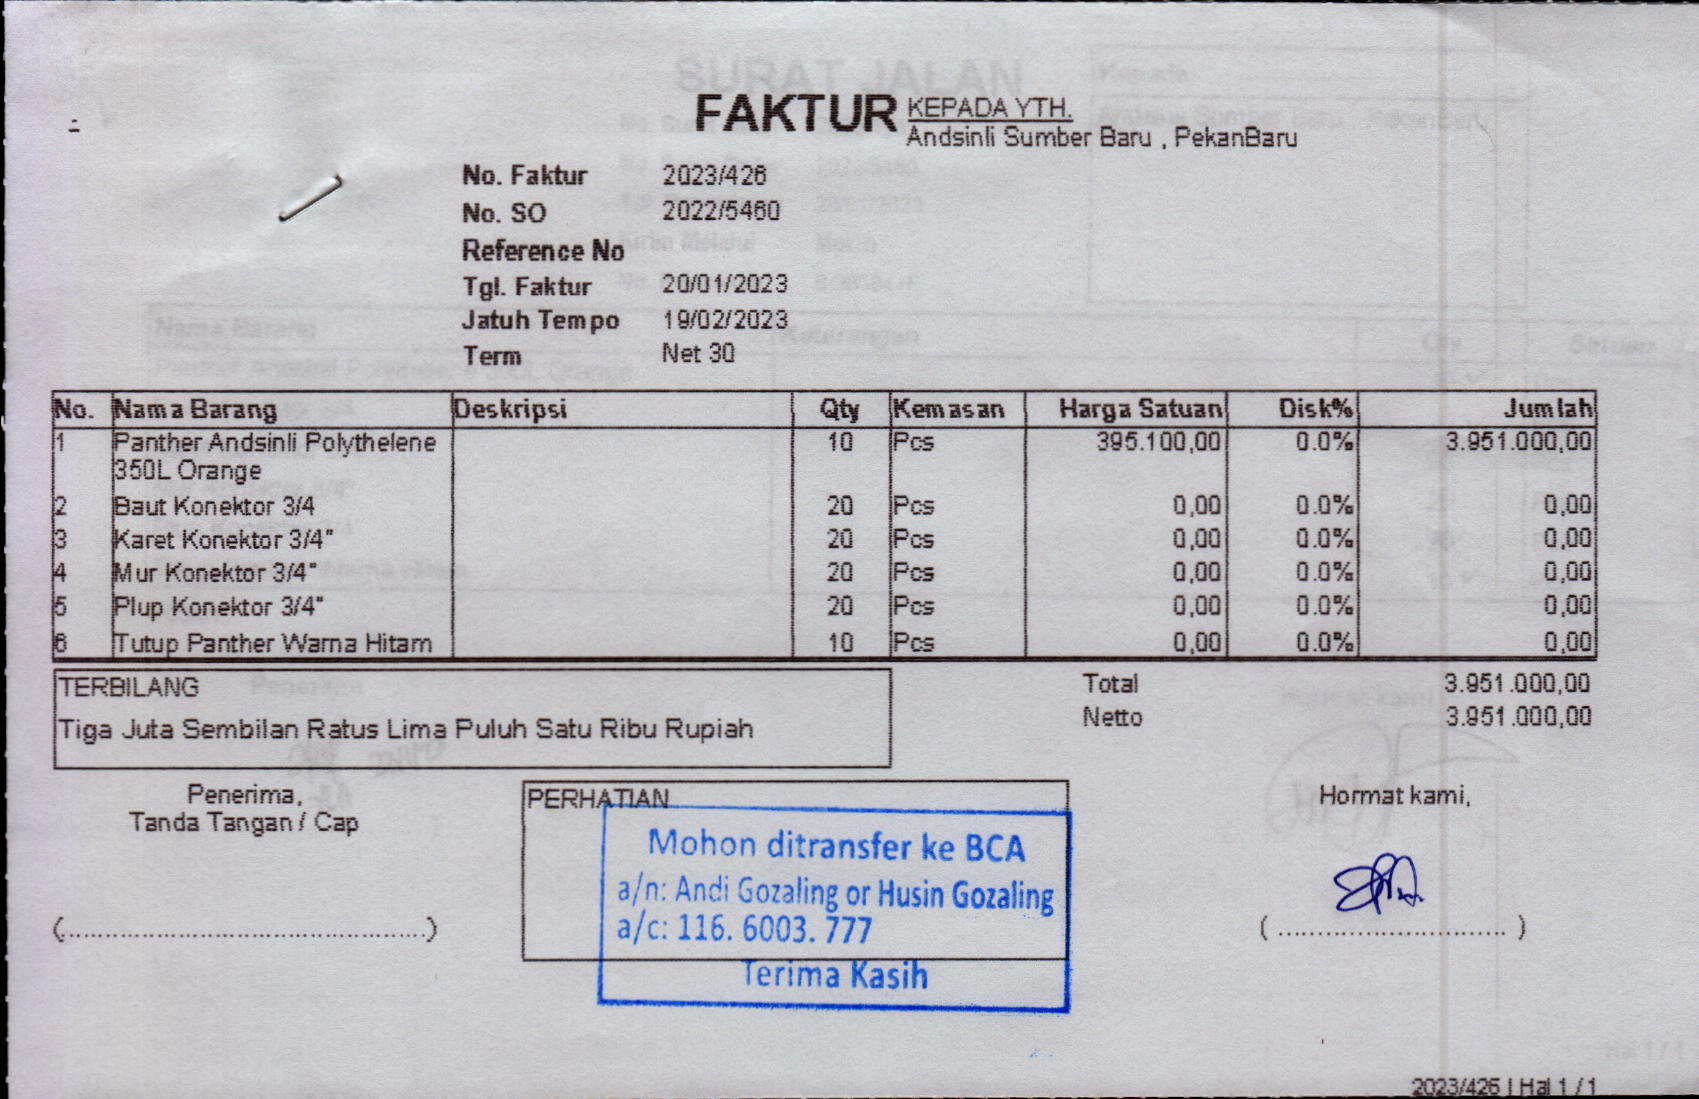 FAKTUR
KEPADA YTH.
Andsinli Sumber Baru , PekanBaru
No. Faktur 2023/426
No. SO 2022/5460
Reference No
Tgl. Faktur 20/01/2023
Jatuh Tempo 19/02/2023
Term Net 30
No. Nama Barang Deskripsi Qty Kemasan Harga Satuan Disk% Jumlah
1 Panther Andsinli Polythelene 10 Pcs 395.100,00 0.0% 3.951.000,00
350L Orange
2 Baut Konektor 3/4 20 Pcs 0,00 0.0% 0,00
3 Karet Konektor 3/4" 20 Pcs 0,00 0.0% 0,00
4 Mur Konektor 3/4" 20 Pcs 0,00 0.0% 0,00
5 Plup Konektor 3/4" 20 Pcs 0,00 0.0% 0,00
6 Tutup Panther Warna Hitam 10 Pcs 0,00 0.0% 0,00
TERBILANG
Tiga Juta Sembilan Ratus Lima Puluh Satu Ribu Rupiah
Total 3.951.000,00
Netto 3.951.000,00
Penerima,
Tanda Tangan / Cap
(..............................................)
PERHATIAN
Mohon ditransfer ke BCA
a/n: Andi Gozaling or Husin Gozaling
a/c: 116. 6003. 777
Terima Kasih
Hormat kami,
( ............................. )
2023/426 | Hal 1 / 1